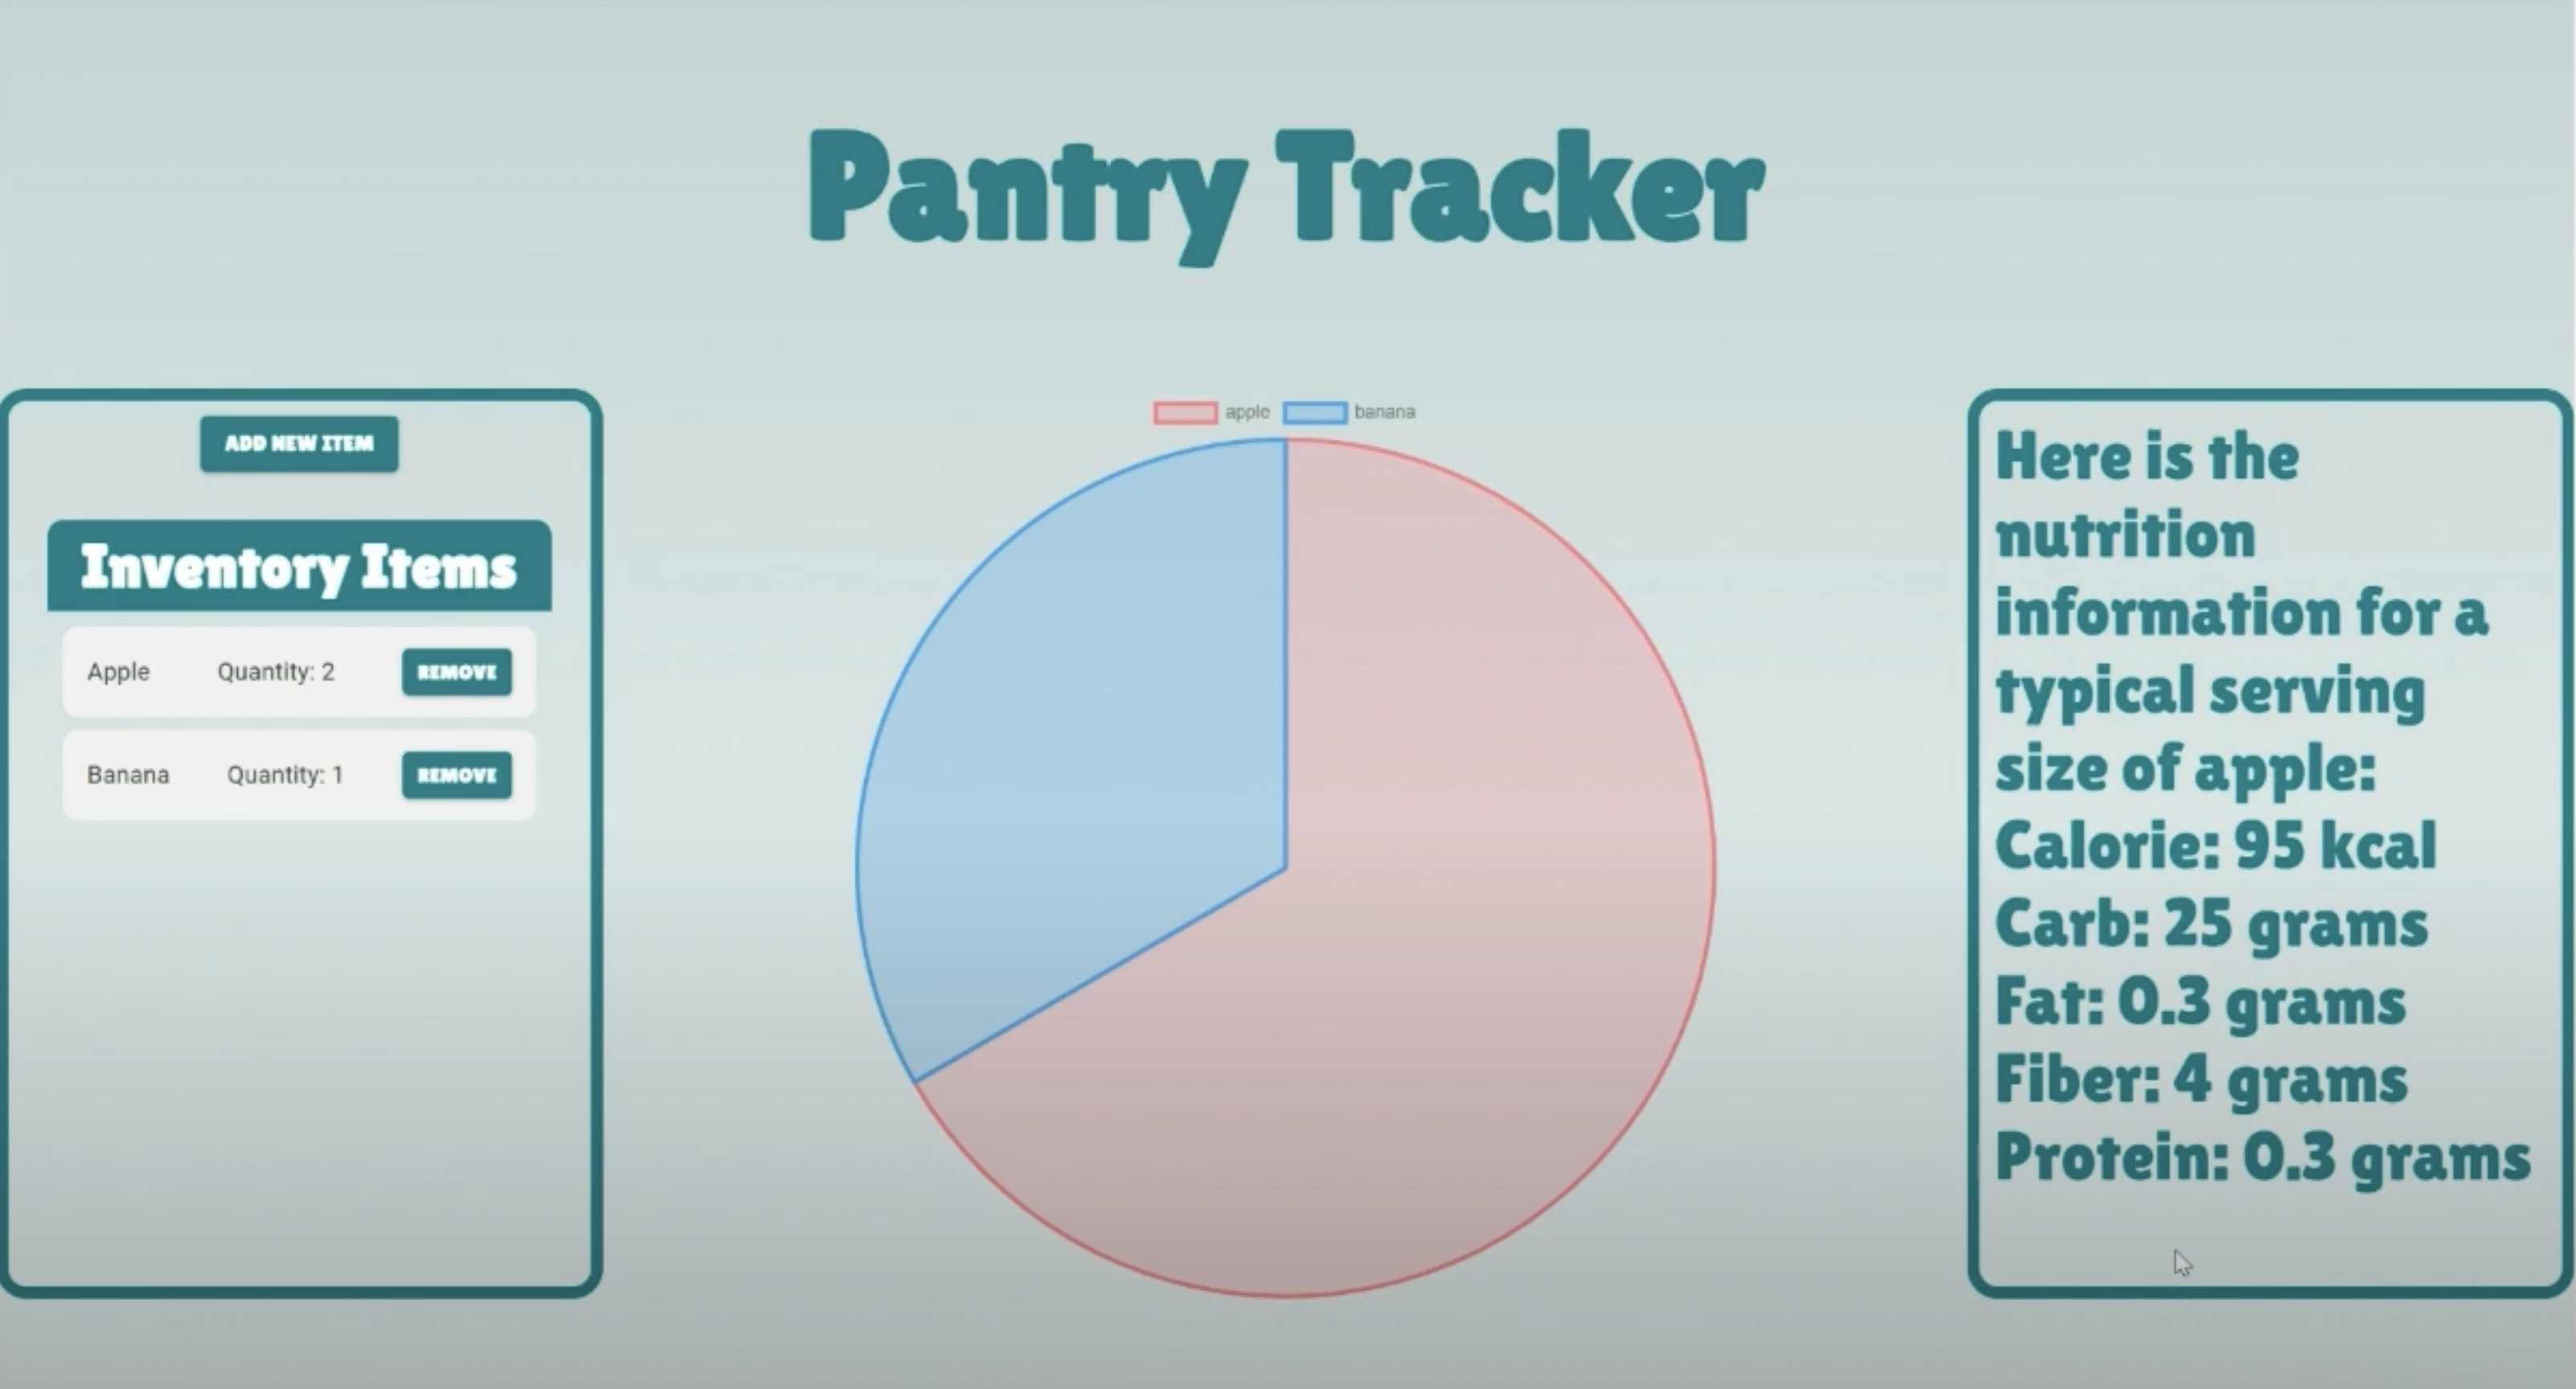 Pantry Tracker
ADD NEW ITEM
Inventory Items
Apple Quantity: 2 REMOVE
Banana Quantity: 1 REMOVE
apple banana
Here is the
nutrition
information for a
typical serving
size of apple:
Calorie: 95 kcal
Carb: 25 grams
Fat: 0.3 grams
Fiber: 4 grams
Protein: 0.3 grams